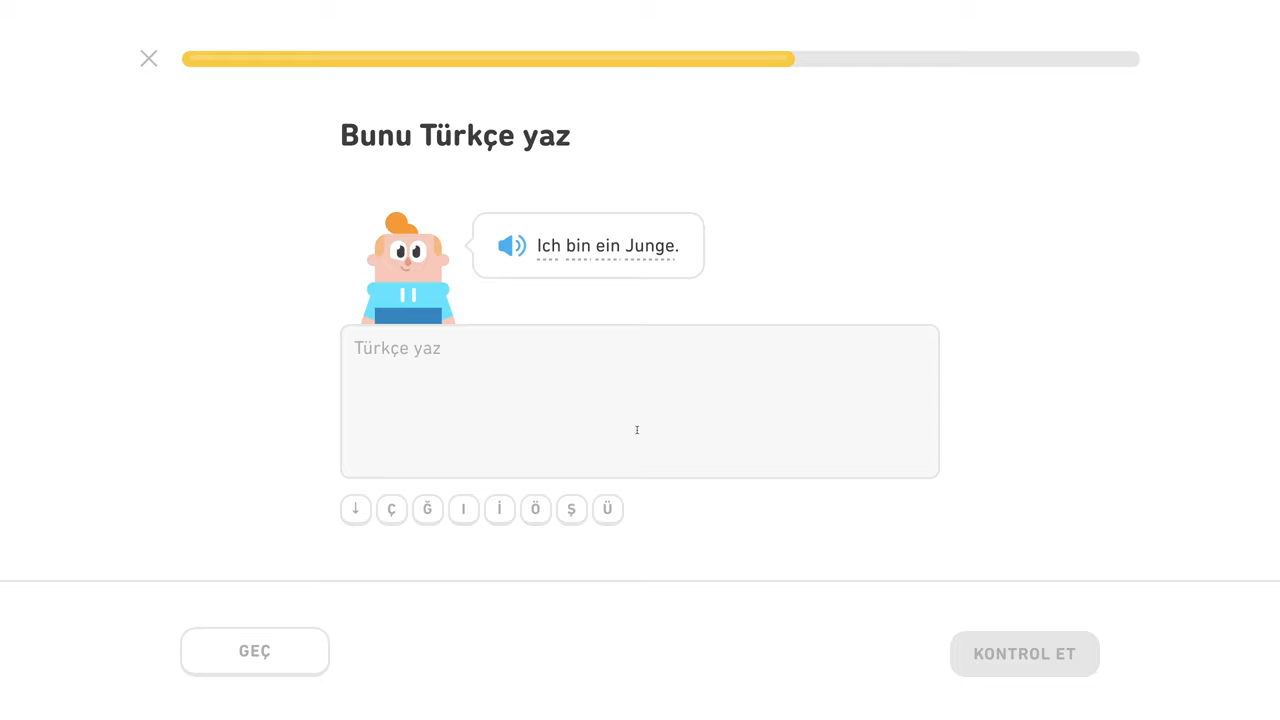 Bunu Türkçe yaz
Ich bin ein Junge.
Türkçe yaz
↓ Ç Ğ I İ Ö Ş Ü
GEÇ
KONTROL ET